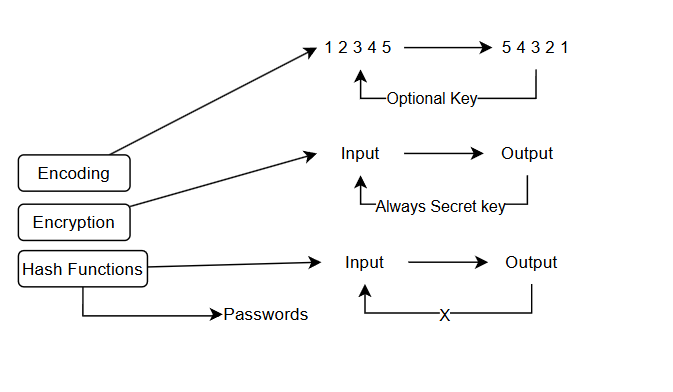 1 2 3 4 5
5 4 3 2 1
Optional Key
Encoding
Input
Output
Always Secret key
Encryption
Hash Functions
Input
Output
Passwords
X